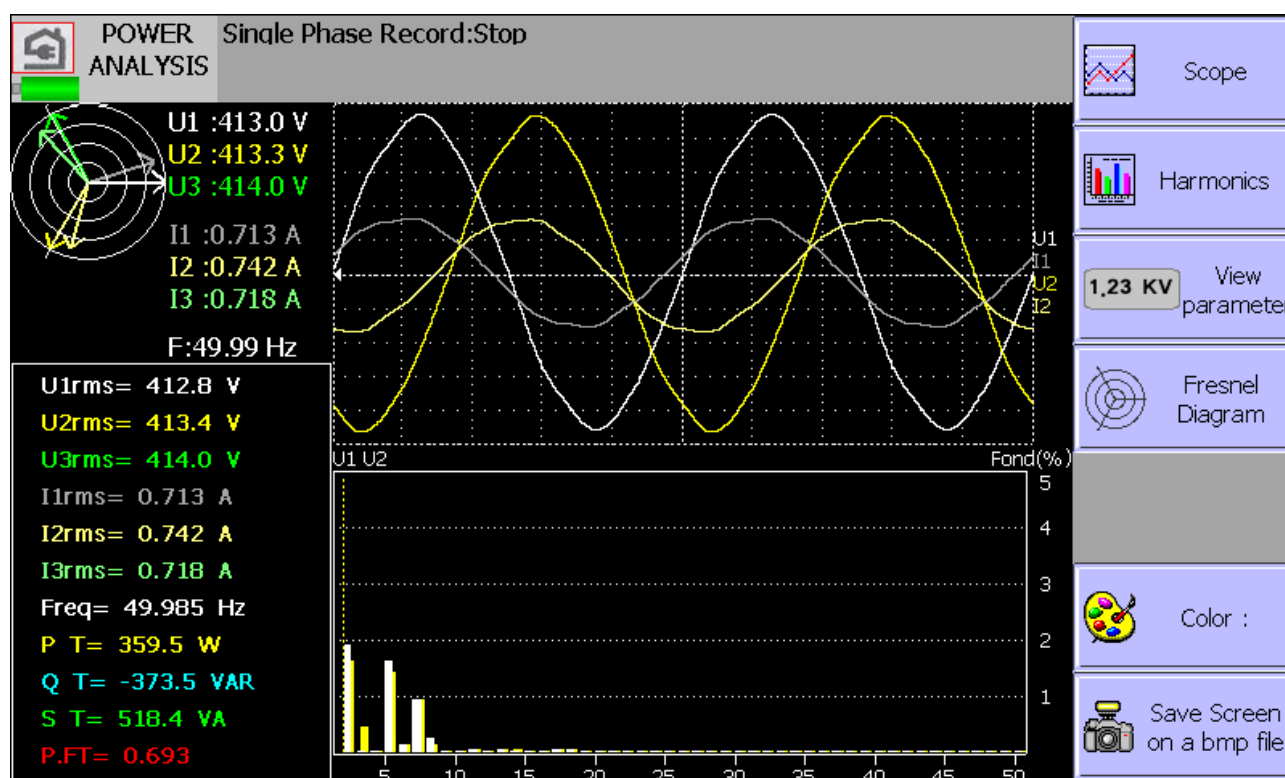 POWER
ANALYSIS
Single Phase Record:Stop
U1 :413.0 V
U2 :413.3 V
U3 :414.0 V
I1 :0.713 A
I2 :0.742 A
I3 :0.718 A
F:49.99 Hz
U1
I1
U2
I2
U1rms= 412.8 V
U2rms= 413.4 V
U3rms= 414.0 V
I1rms= 0.713 A
I2rms= 0.742 A
I3rms= 0.718 A
Freq= 49.985 Hz
P T= 359.5 W
Q T= -373.5 VAR
S T= 518.4 VA
P.FT= 0.693
U1 U2
Fond(%)
5
4
3
2
1
5 10 15 20 25 30 35 40 45 50
Scope
Harmonics
1,23 KV
View
paramete
Fresnel
Diagram
Color :
Save Screen
on a bmp file